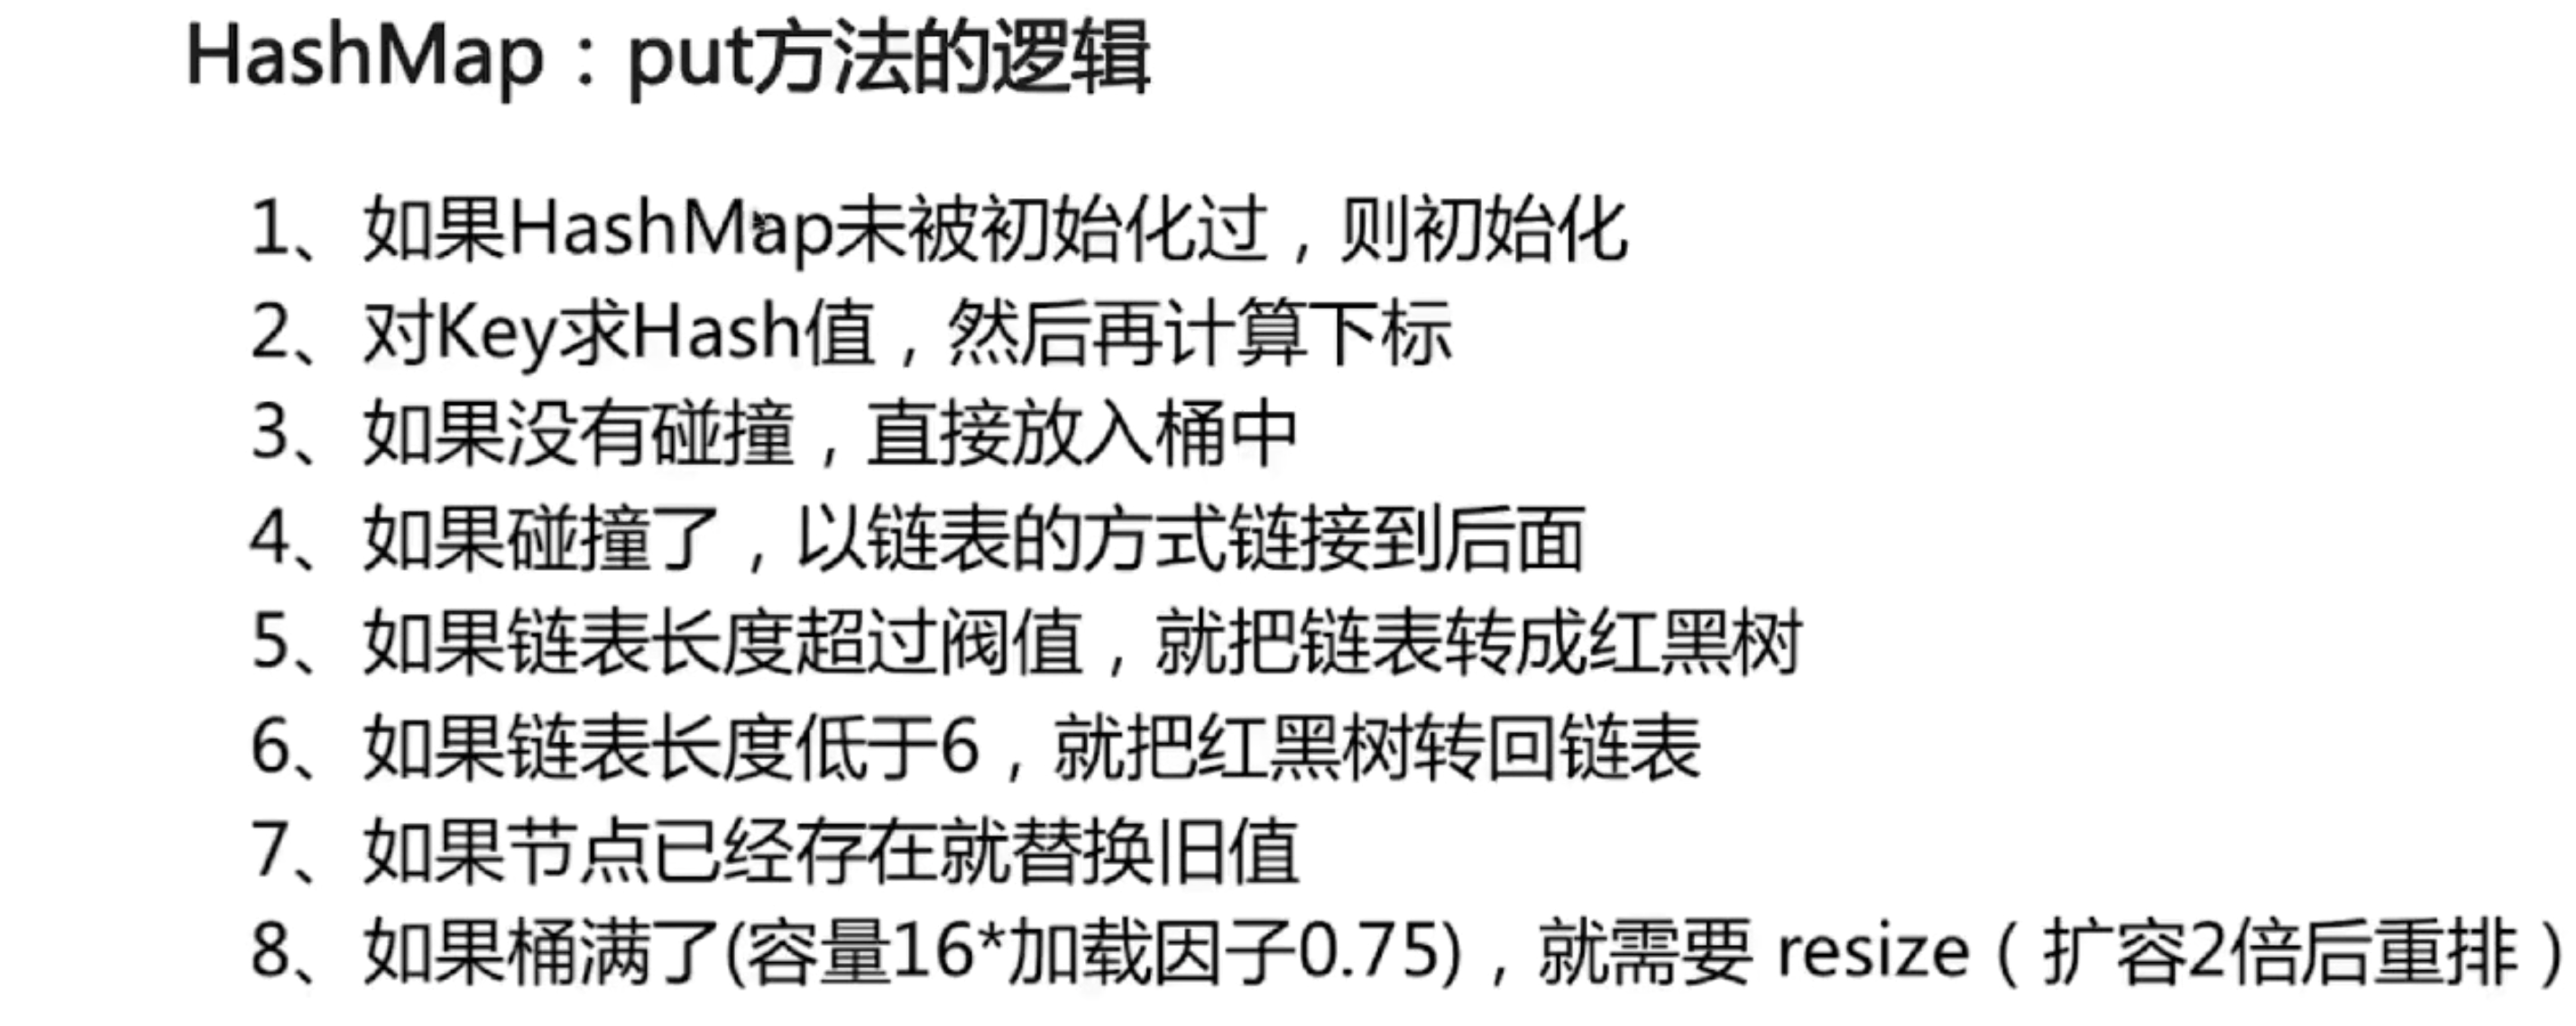 HashMap：put方法的逻辑
1、如果HashMap未被初始化过，则初始化
2、对Key求Hash值，然后再计算下标
3、如果没有碰撞，直接放入桶中
4、如果碰撞了，以链表的方式链接到后面
5、如果链表长度超过阀值，就把链表转成红黑树
6、如果链表长度低于6，就把红黑树转回链表
7、如果节点已经存在就替换旧值
8、如果桶满了(容量16*加载因子0.75)，就需要 resize（扩容2倍后重排）